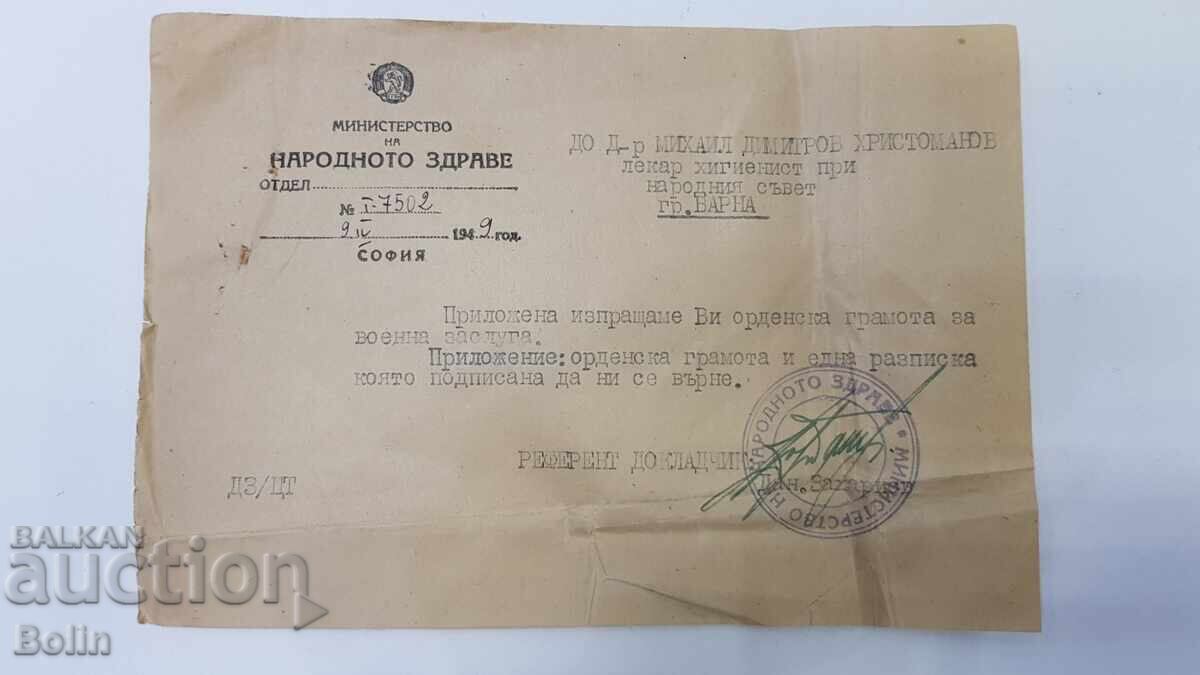 МИНИСТЕРСТВО
НА
НАРОДНОТО ЗДРАВЕ
ОТДЕЛ
№ I-7502
9 IV 1949 год.
СОФИЯ
ДО Д-р МИХАИЛ ДИМИТРОВ ХРИСТОМАНОВ
лекар хигиенист при
народния съвет
гр. ВАРНА
Приложена изпращаме Ви орденска грамота за
военна заслуга.
Приложение: орденска грамота и една разписка
която подписана да ни се върне.
РЕФЕРЕНТ ДОКЛАДЧИК:
Захариев
ДЗ/ЦТ
МИНИСТЕРСТВО НА НАРОДНОТО ЗДРАВЕ
BALKAN
auction
Bolin